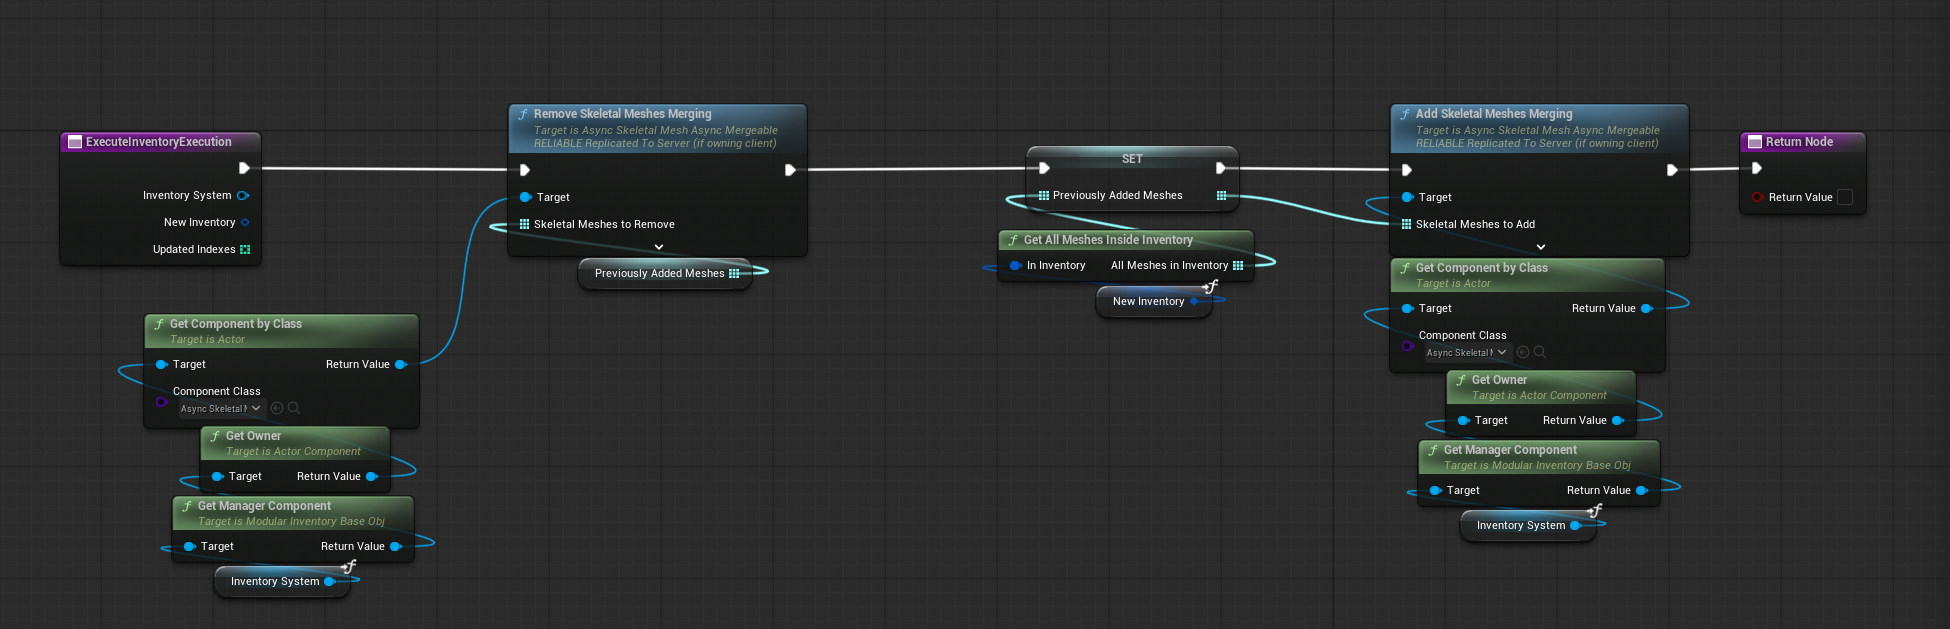 ExecuteInventoryExecution
Inventory System
New Inventory
Updated Indexes
Remove Skeletal Meshes Merging
Target is Async Skeletal Mesh Async Mergeable
RELIABLE Replicated To Server (if owning client)
Target
Skeletal Meshes to Remove
Previously Added Meshes
Get Component by Class
Target is Actor
Target
Return Value
Component Class
Async Skeletal
Get Owner
Target is Actor Component
Target
Return Value
Get Manager Component
Target is Modular Inventory Base Obj
Target
Return Value
Inventory System
SET
Previously Added Meshes
Get All Meshes Inside Inventory
In Inventory
All Meshes in Inventory
New Inventory
Add Skeletal Meshes Merging
Target is Async Skeletal Mesh Async Mergeable
RELIABLE Replicated To Server (if owning client)
Target
Skeletal Meshes to Add
Get Component by Class
Target is Actor
Target
Return Value
Component Class
Async Skeletal
Get Owner
Target is Actor Component
Target
Return Value
Get Manager Component
Target is Modular Inventory Base Obj
Target
Return Value
Inventory System
Return Node
Return Value